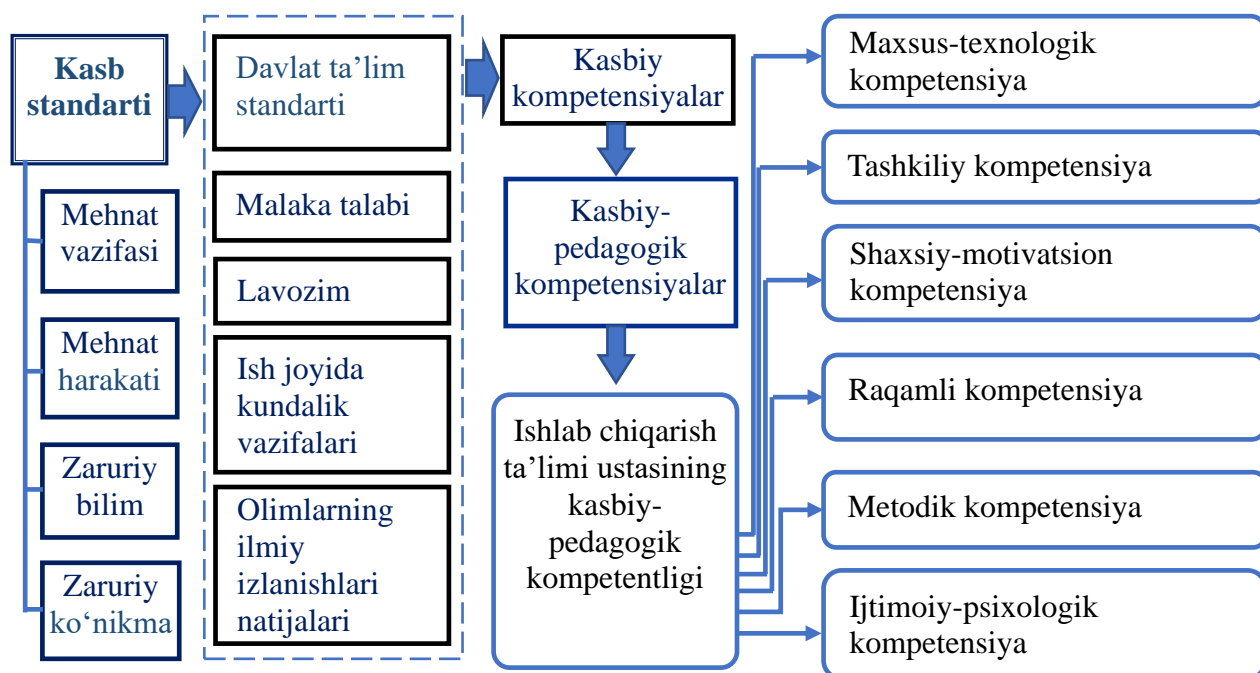 Kasb
standarti
Mehnat
vazifasi
Mehnat
harakati
Zaruriy
bilim
Zaruriy
ko‘nikma
Davlat ta’lim
standarti
Malaka talabi
Lavozim
Ish joyida
kundalik
vazifalari
Olimlarning
ilmiy
izlanishlari
natijalari
Kasbiy
kompetensiyalar
Kasbiy-
pedagogik
kompetensiyalar
Ishlab chiqarish
ta’limi ustasining
kasbiy-
pedagogik
kompetentligi
Maxsus-texnologik
kompetensiya
Tashkiliy kompetensiya
Shaxsiy-motivatsion
kompetensiya
Raqamli kompetensiya
Metodik kompetensiya
Ijtimoiy-psixologik
kompetensiya